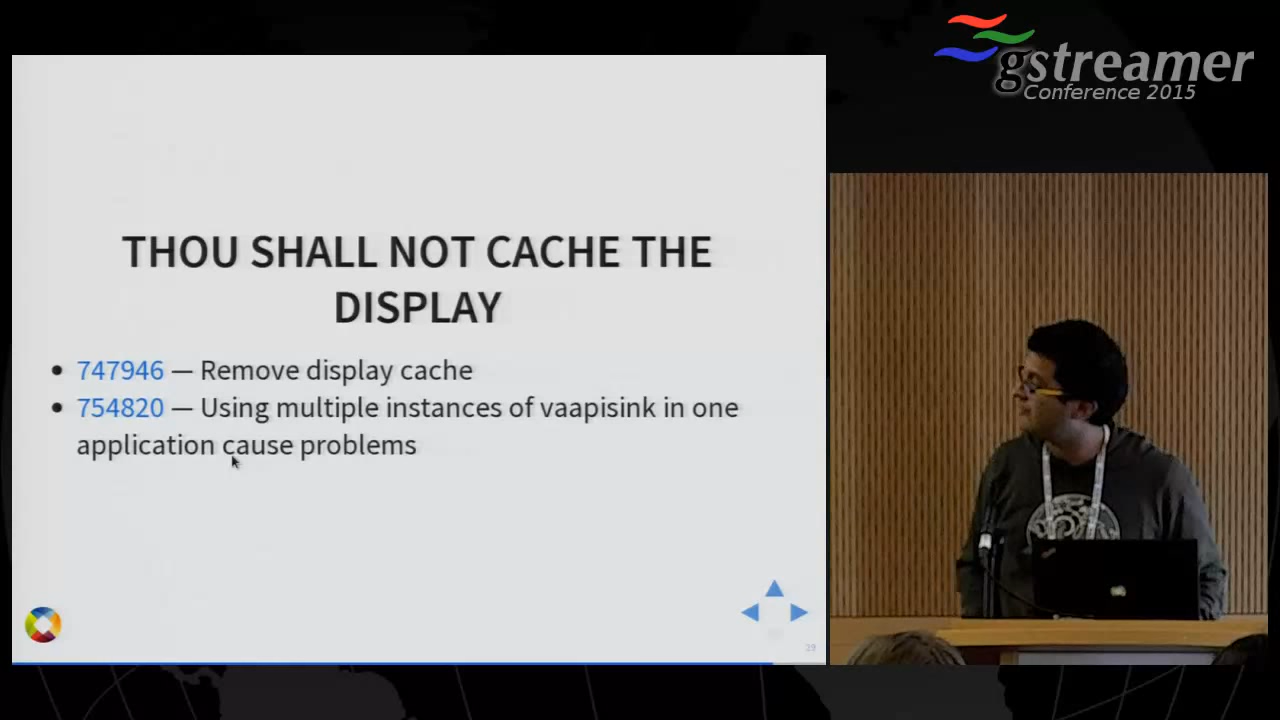 gstreamer
Conference 2015
THOU SHALL NOT CACHE THE
DISPLAY
• 747946 — Remove display cache
• 754820 — Using multiple instances of vaapisink in one
application cause problems
29